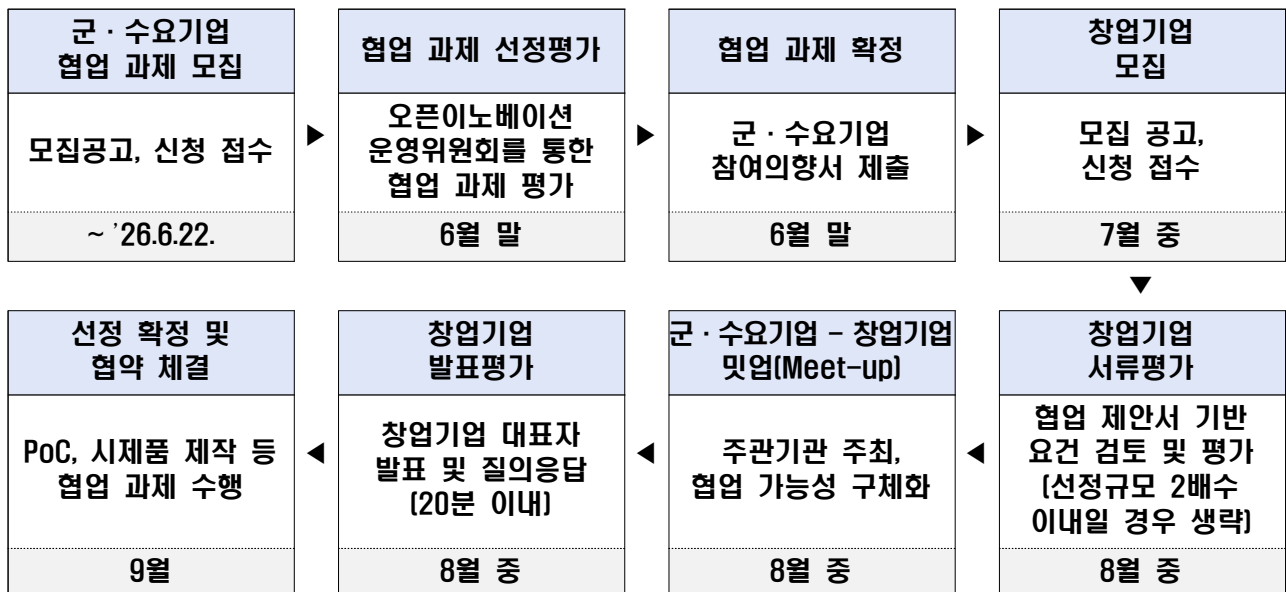 군·수요기업
협업 과제 모집
모집공고, 신청 접수
~ ’26.6.22.
▶
협업 과제 선정평가
오픈이노베이션
운영위원회를 통한
협업 과제 평가
6월 말
▶
협업 과제 확정
군·수요기업
참여의향서 제출
6월 말
▶
창업기업
모집
모집 공고,
신청 접수
7월 중
▼
창업기업
서류평가
협업 제안서 기반
요건 검토 및 평가
(선정규모 2배수
이내일 경우 생략)
8월 중
◀
군·수요기업 – 창업기업
밋업(Meet-up)
주관기관 주최,
협업 가능성 구체화
8월 중
◀
창업기업
발표평가
창업기업 대표자
발표 및 질의응답
(20분 이내)
8월 중
◀
선정 확정 및
협약 체결
PoC, 시제품 제작 등
협업 과제 수행
9월